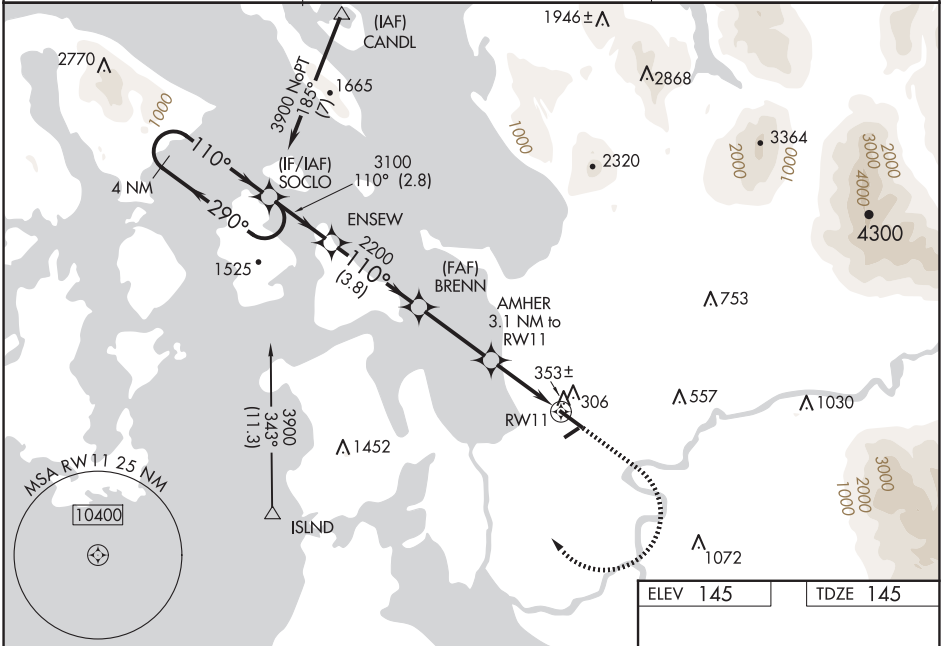 (IAF)
CANDL
1946±
2770
2868
1000
3900 NoPT
185°
(7)
1665
1000
3364
2000
1000
2000
3000
4000
110°
(IF/IAF)
SOCLO
3100
110° (2.8)
2320
4 NM
290°
ENSEW
4300
2200
110°
(3.8)
1525
(FAF)
BRENN
AMHER
3.1 NM to
RW11
753
353±
306
557
1030
RW11
3900
343°
(11.3)
1452
MSA RW11 25 NM
10400
ISLND
3000
2000
1000
1072
ELEV 145
TDZE 145